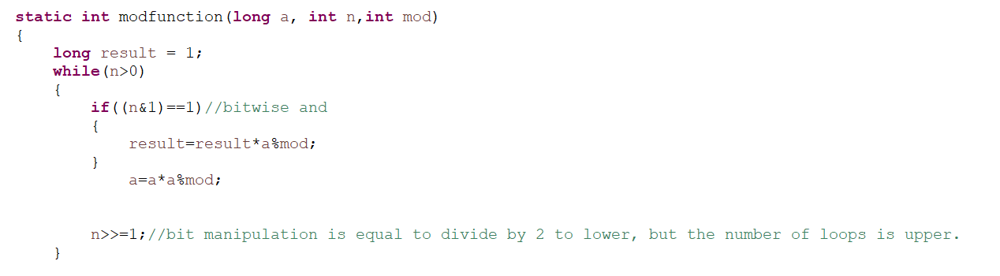 static int modfunction(long a, int n,int mod)
{
    long result = 1;
    while(n>0)
    {
        if((n&1)==1)//bitwise and
        {
            result=result*a%mod;
        }
            a=a*a%mod;
        n>>=1;//bit manipulation is equal to divide by 2 to lower, but the number of loops is upper.
    }